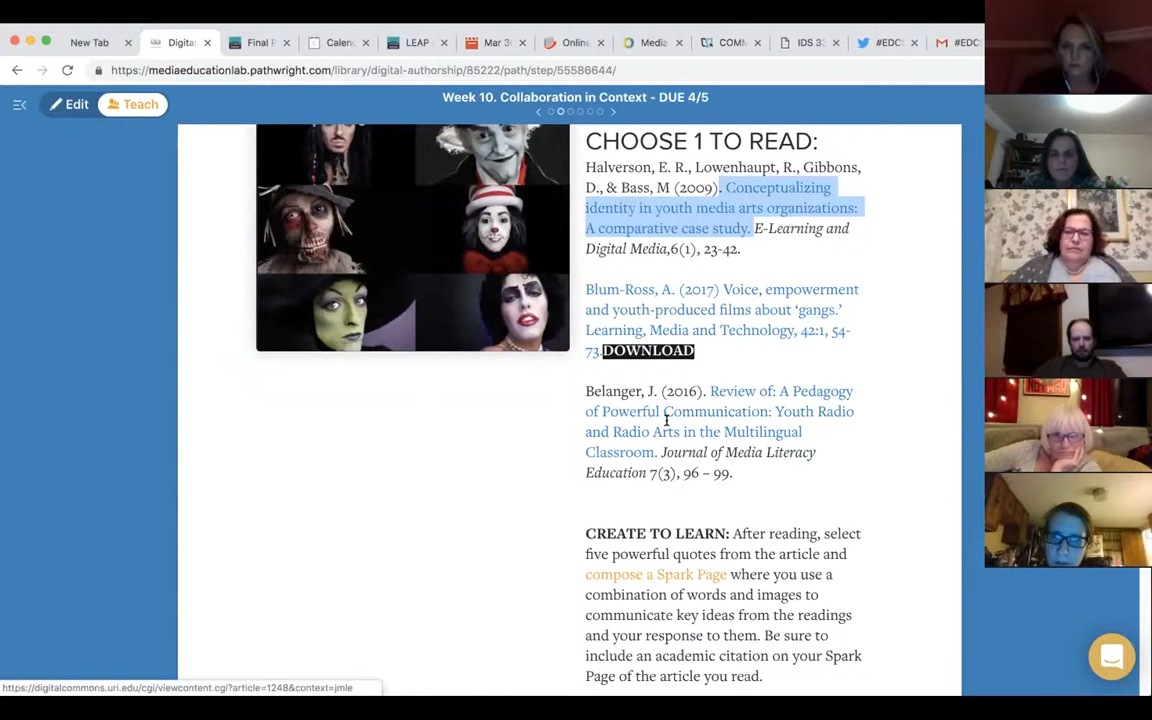 New Tab
Digital
Final P
Calend
LEAP
Mar 30
Online
Media
COMM
IDS 33
#EDC
#EDC
https://mediaeducationlab.pathwright.com/library/digital-authorship/85222/path/step/55586644/
Edit
Teach
Week 10. Collaboration in Context - DUE 4/5
CHOOSE 1 TO READ:
Halverson, E. R., Lowenhaupt, R., Gibbons,
D., & Bass, M (2009). Conceptualizing
identity in youth media arts organizations:
A comparative case study. E-Learning and
Digital Media,6(1), 23-42.
Blum-Ross, A. (2017) Voice, empowerment
and youth-produced films about ‘gangs.’
Learning, Media and Technology, 42:1, 54-
73.DOWNLOAD
Belanger, J. (2016). Review of: A Pedagogy
of Powerful Communication: Youth Radio
and Radio Arts in the Multilingual
Classroom. Journal of Media Literacy
Education 7(3), 96 – 99.
CREATE TO LEARN: After reading, select
five powerful quotes from the article and
compose a Spark Page where you use a
combination of words and images to
communicate key ideas from the readings
and your response to them. Be sure to
include an academic citation on your Spark
Page of the article you read.
https://digitalcommons.uri.edu/cgi/viewcontent.cgi?article=1248&context=jmle